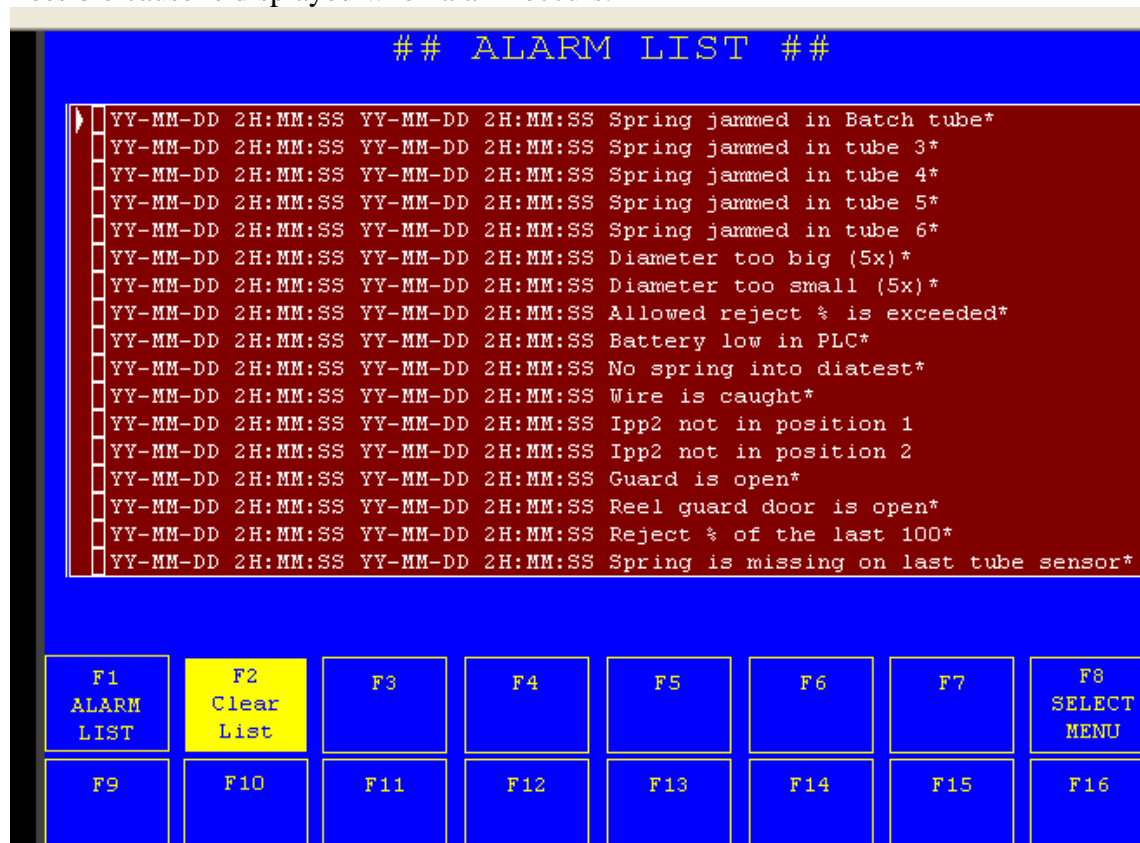 ## ALARM LIST ##
YY-MM-DD 2H:MM:SS YY-MM-DD 2H:MM:SS Spring jammed in Batch tube*
YY-MM-DD 2H:MM:SS YY-MM-DD 2H:MM:SS Spring jammed in tube 3*
YY-MM-DD 2H:MM:SS YY-MM-DD 2H:MM:SS Spring jammed in tube 4*
YY-MM-DD 2H:MM:SS YY-MM-DD 2H:MM:SS Spring jammed in tube 5*
YY-MM-DD 2H:MM:SS YY-MM-DD 2H:MM:SS Spring jammed in tube 6*
YY-MM-DD 2H:MM:SS YY-MM-DD 2H:MM:SS Diameter too big (5x)*
YY-MM-DD 2H:MM:SS YY-MM-DD 2H:MM:SS Diameter too small (5x)*
YY-MM-DD 2H:MM:SS YY-MM-DD 2H:MM:SS Allowed reject % is exceeded*
YY-MM-DD 2H:MM:SS YY-MM-DD 2H:MM:SS Battery low in PLC*
YY-MM-DD 2H:MM:SS YY-MM-DD 2H:MM:SS No spring into diatest*
YY-MM-DD 2H:MM:SS YY-MM-DD 2H:MM:SS Wire is caught*
YY-MM-DD 2H:MM:SS YY-MM-DD 2H:MM:SS Ipp2 not in position 1
YY-MM-DD 2H:MM:SS YY-MM-DD 2H:MM:SS Ipp2 not in position 2
YY-MM-DD 2H:MM:SS YY-MM-DD 2H:MM:SS Guard is open*
YY-MM-DD 2H:MM:SS YY-MM-DD 2H:MM:SS Reel guard door is open*
YY-MM-DD 2H:MM:SS YY-MM-DD 2H:MM:SS Reject % of the last 100*
YY-MM-DD 2H:MM:SS YY-MM-DD 2H:MM:SS Spring is missing on last tube sensor*
F1 ALARM LIST
F2 Clear List
F3
F4
F5
F6
F7
F8 SELECT MENU
F9
F10
F11
F12
F13
F14
F15
F16